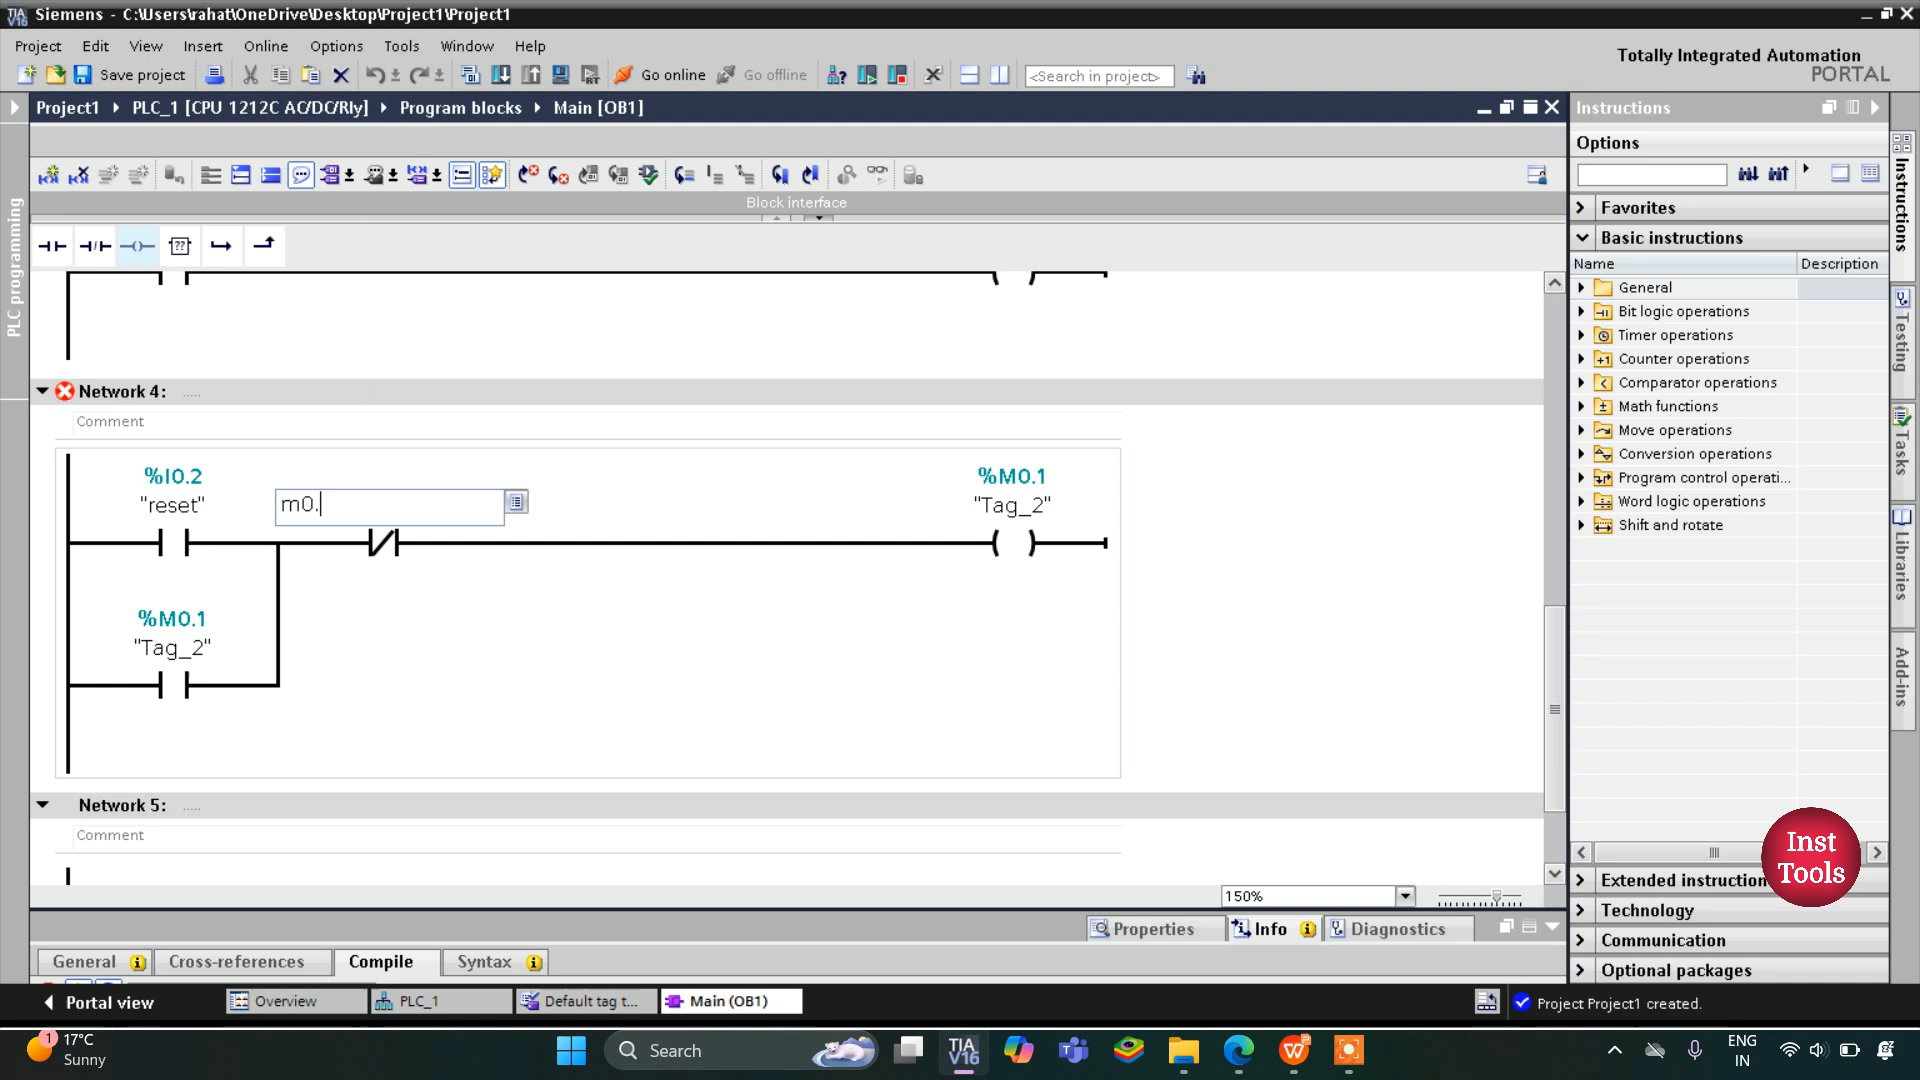 Siemens - C:\Users\rahat\OneDrive\Desktop\Project1\Project1
Project Edit View Insert Online Options Tools Window Help
Totally Integrated Automation
PORTAL
Save project
Go online
Go offline
<Search in project>
Project1 PLC_1 [CPU 1212C AC/DC/Rly] Program blocks Main [OB1]
Instructions
Options
Block interface
PLC programming
Favorites
Basic instructions
Name Description
General
Bit logic operations
Timer operations
Counter operations
Comparator operations
Math functions
Move operations
Conversion operations
Program control operati...
Word logic operations
Shift and rotate
Extended instruction
Technology
Communication
Optional packages
Instructions
Testing
Tasks
Libraries
Add-ins
Network 4: .....
Comment
%I0.2
"reset"
m0.
%M0.1
"Tag_2"
%M0.1
"Tag_2"
Network 5: .....
Comment
150%
Inst
Tools
Properties Info Diagnostics
General Cross-references Compile Syntax
Portal view Overview PLC_1 Default tag t... Main (OB1)
Project Project1 created.
1
17°C
Sunny
Search
TIA
V16
ENG
IN